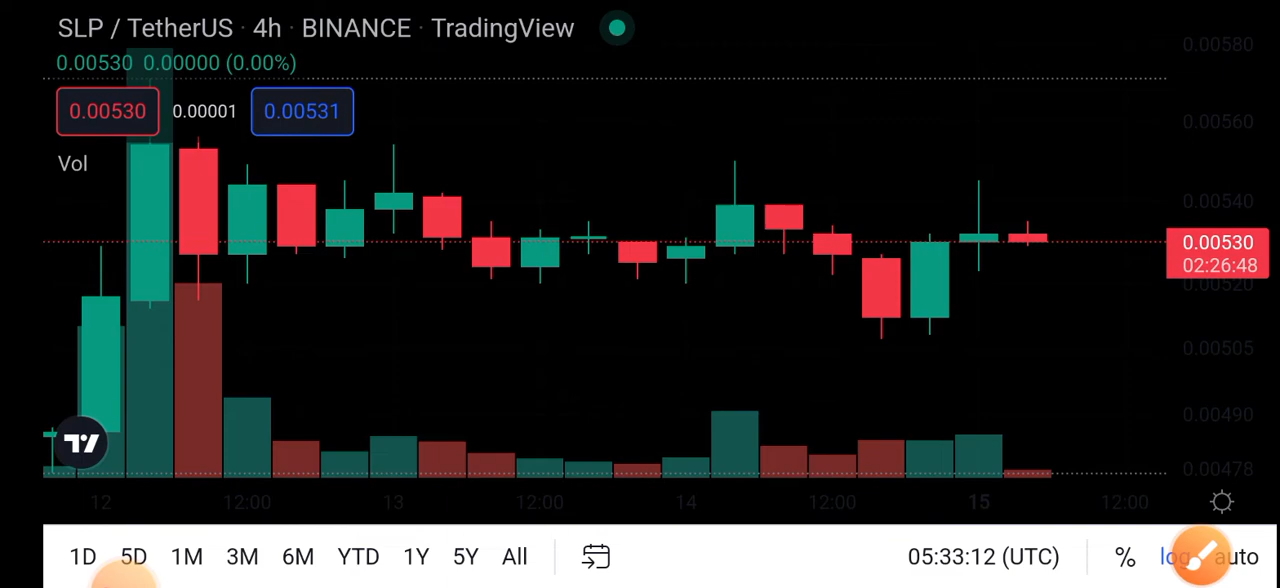 SLP / TetherUS · 4h · BINANCE · TradingView
0.00530 0.00000 (0.00%)
0.00530 0.00001 0.00531
Vol
0.00580
0.00560
0.00540
0.00530
02:26:48
0.00520
0.00505
0.00490
0.00478
12 12:00 13 12:00 14 12:00 15 12:00
1D 5D 1M 3M 6M YTD 1Y 5Y All 05:33:12 (UTC) % log auto